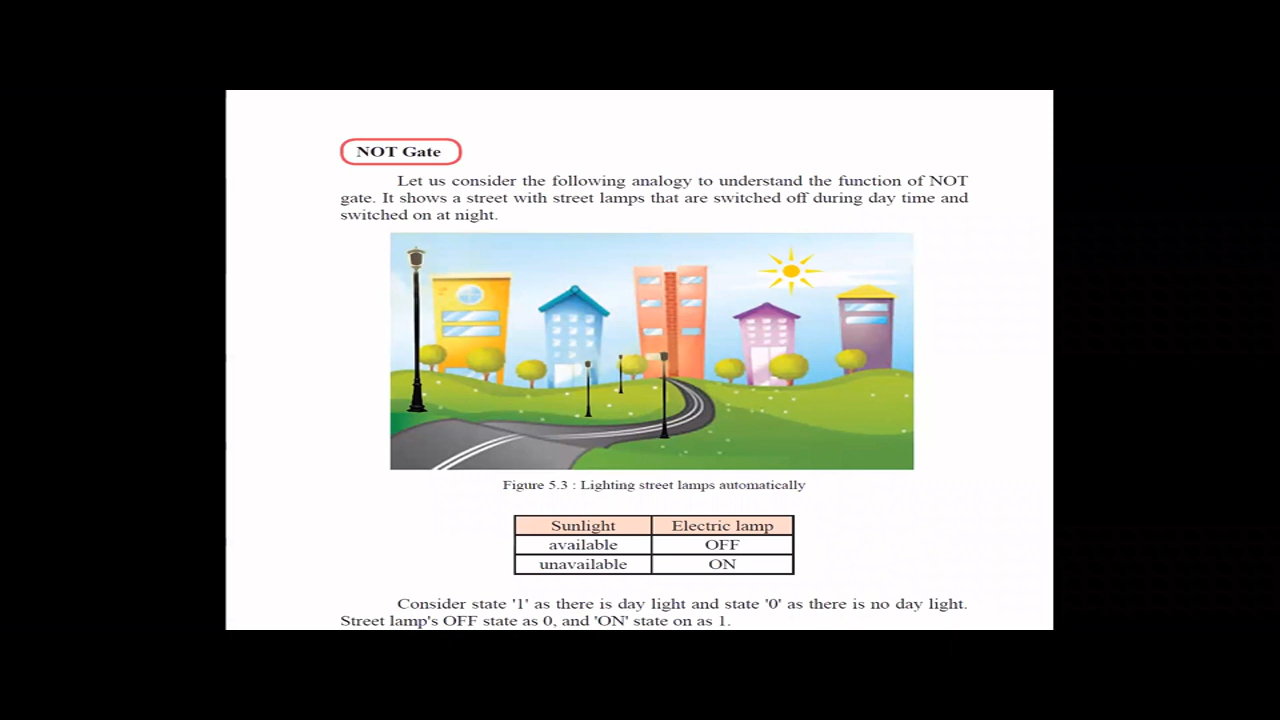 NOT Gate
Let us consider the following analogy to understand the function of NOT
gate. It shows a street with street lamps that are switched off during day time and
switched on at night.
Figure 5.3 : Lighting street lamps automatically
Sunlight Electric lamp
available OFF
unavailable ON
Consider state '1' as there is day light and state '0' as there is no day light.
Street lamp's OFF state as 0, and 'ON' state on as 1.